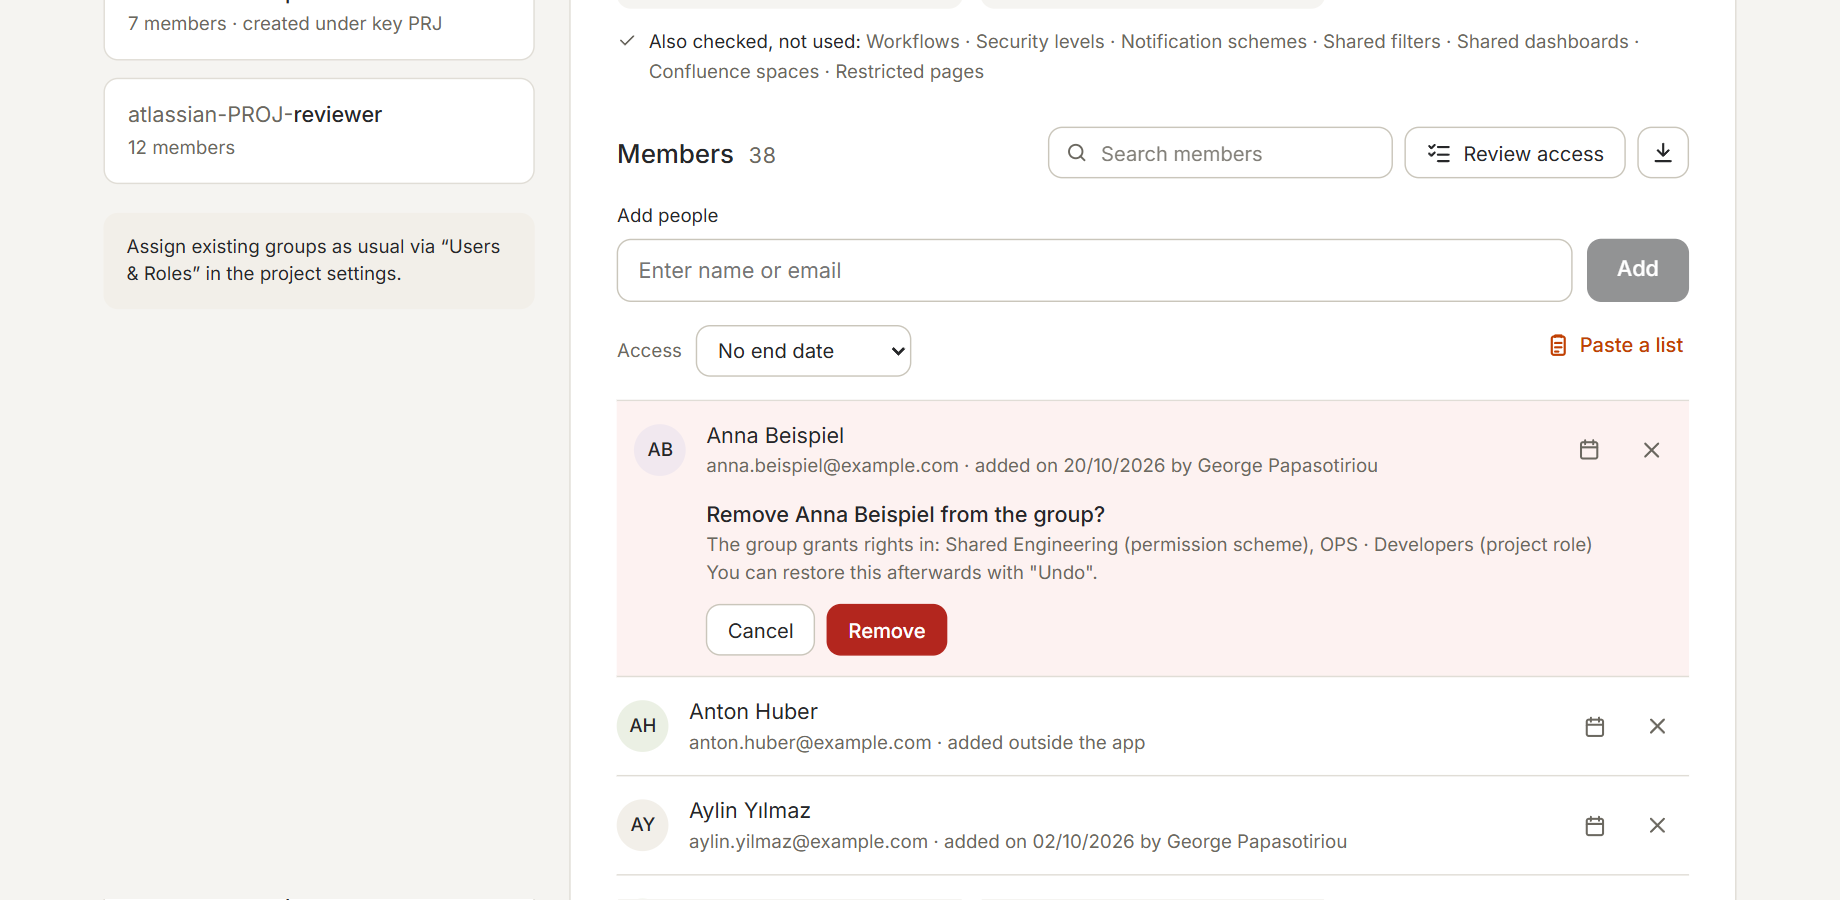 7 members · created under key PRJ
atlassian-PROJ-reviewer
12 members
Assign existing groups as usual via “Users
& Roles” in the project settings.
Also checked, not used: Workflows · Security levels · Notification schemes · Shared filters · Shared dashboards ·
Confluence spaces · Restricted pages
Members 38
Search members
Review access
Add people
Enter name or email
Add
Access
No end date
Paste a list
AB
Anna Beispiel
anna.beispiel@example.com · added on 20/10/2026 by George Papasotiriou
Remove Anna Beispiel from the group?
The group grants rights in: Shared Engineering (permission scheme), OPS · Developers (project role)
You can restore this afterwards with "Undo".
Cancel
Remove
AH
Anton Huber
anton.huber@example.com · added outside the app
AY
Aylin Yılmaz
aylin.yilmaz@example.com · added on 02/10/2026 by George Papasotiriou